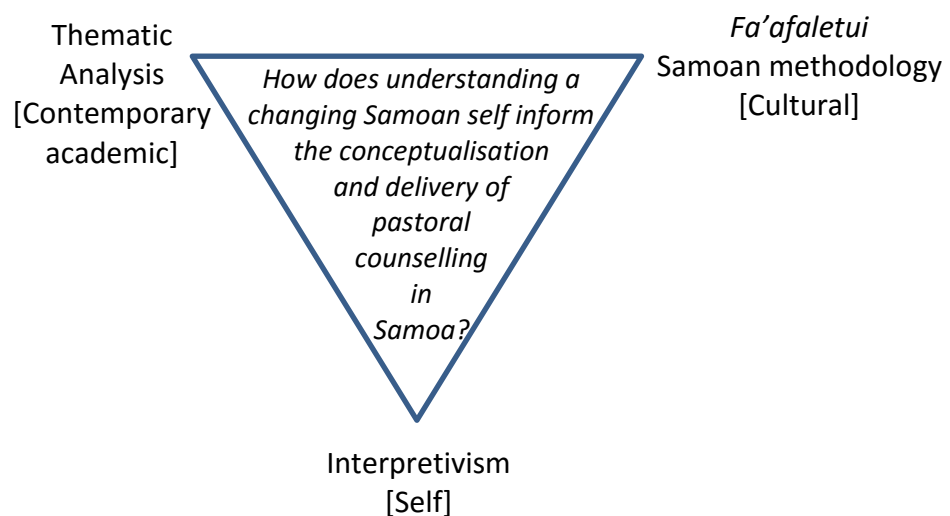 Thematic
Analysis
[Contemporary
academic]
Fa’afaletui
Samoan methodology
[Cultural]
How does understanding a
changing Samoan self inform
the conceptualisation
and delivery of
pastoral
counselling
in
Samoa?
Interpretivism
[Self]